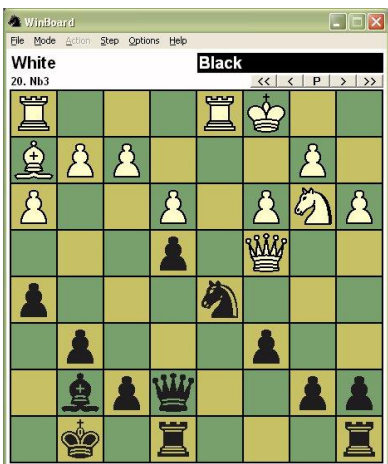 WinBoard
File Mode Action Step Options Help
White Black
20. Nb3 << < P > >>